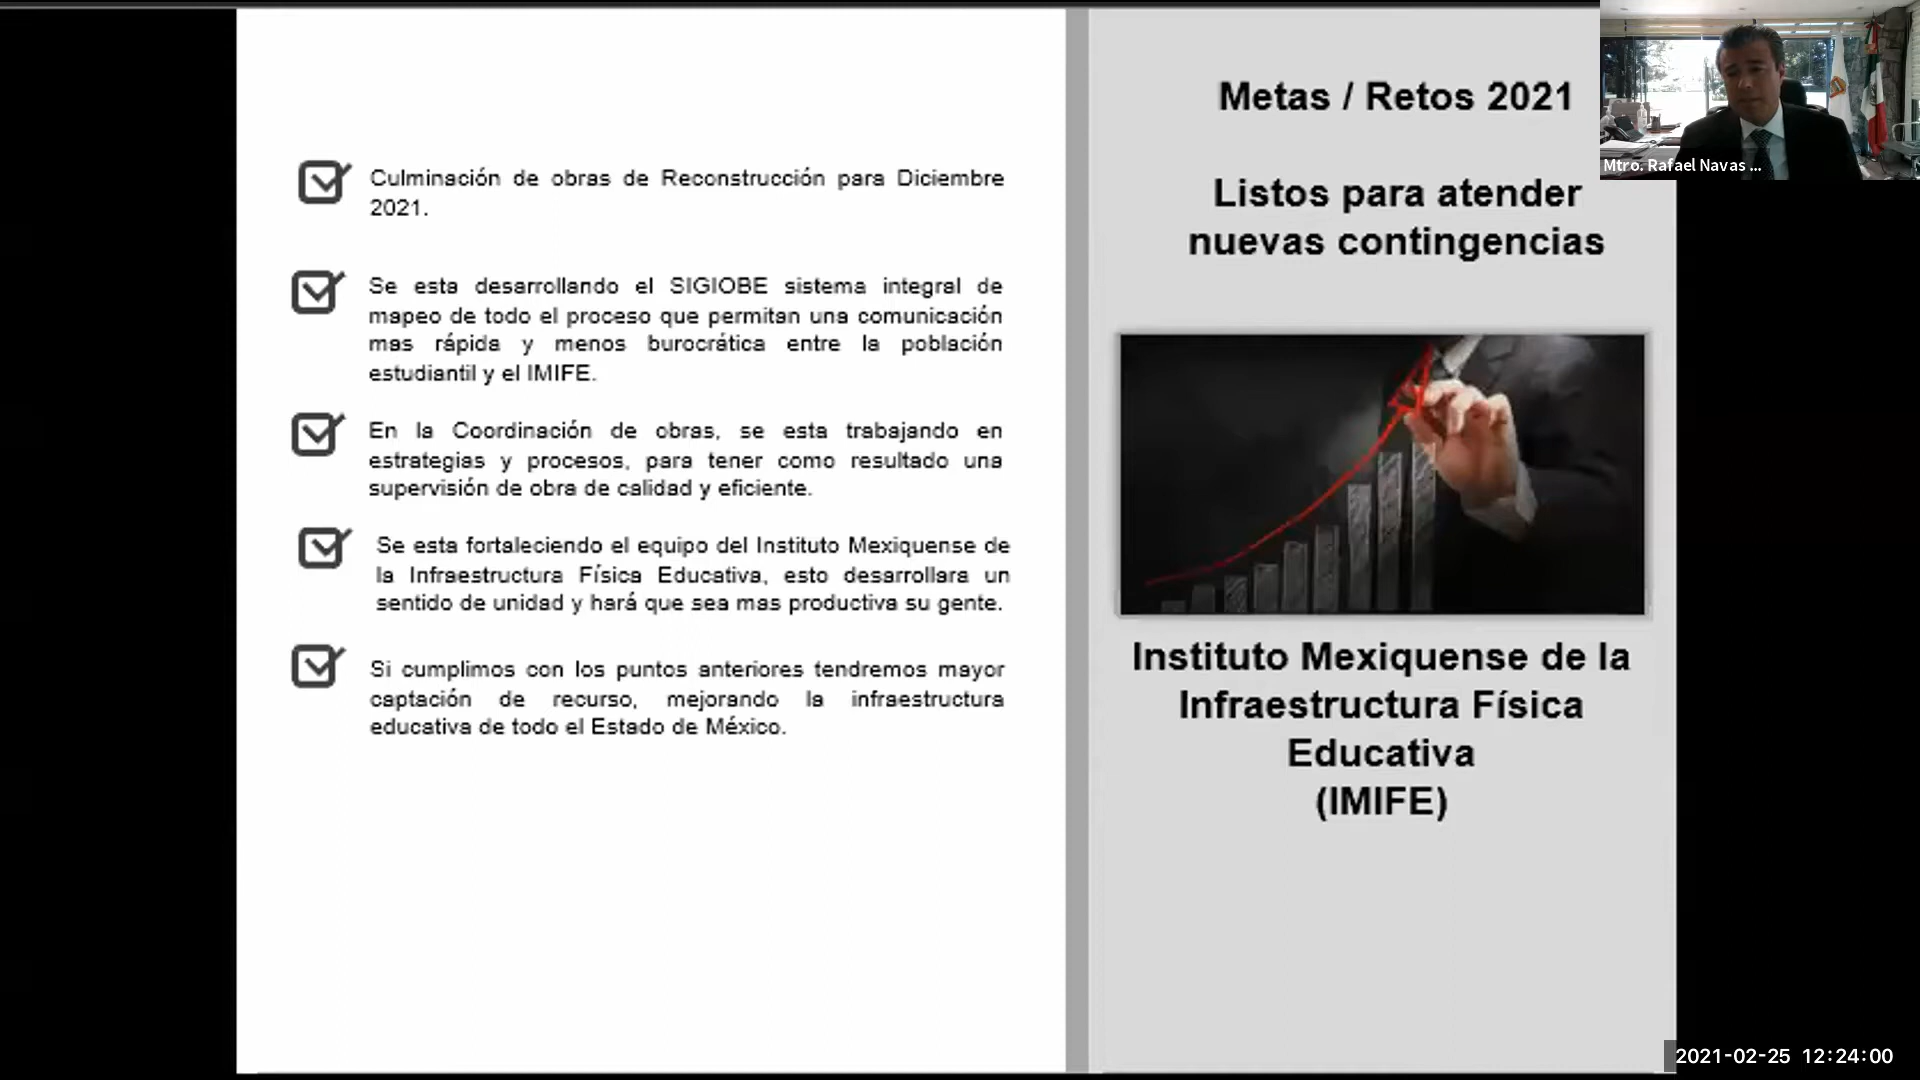 Culminación de obras de Reconstrucción para Diciembre
2021.
Se esta desarrollando el SIGIOBE sistema integral de
mapeo de todo el proceso que permitan una comunicación
mas rápida y menos burocrática entre la población
estudiantil y el IMIFE.
En la Coordinación de obras, se esta trabajando en
estrategias y procesos, para tener como resultado una
supervisión de obra de calidad y eficiente.
Se esta fortaleciendo el equipo del Instituto Mexiquense de
la Infraestructura Física Educativa, esto desarrollara un
sentido de unidad y hará que sea mas productiva su gente.
Si cumplimos con los puntos anteriores tendremos mayor
captación de recurso, mejorando la infraestructura
educativa de todo el Estado de México.
Metas / Retos 2021
Listos para atender
nuevas contingencias
Instituto Mexiquense de la
Infraestructura Física
Educativa
(IMIFE)
Mtro. Rafael Navas ...
2021-02-25 12:24:00